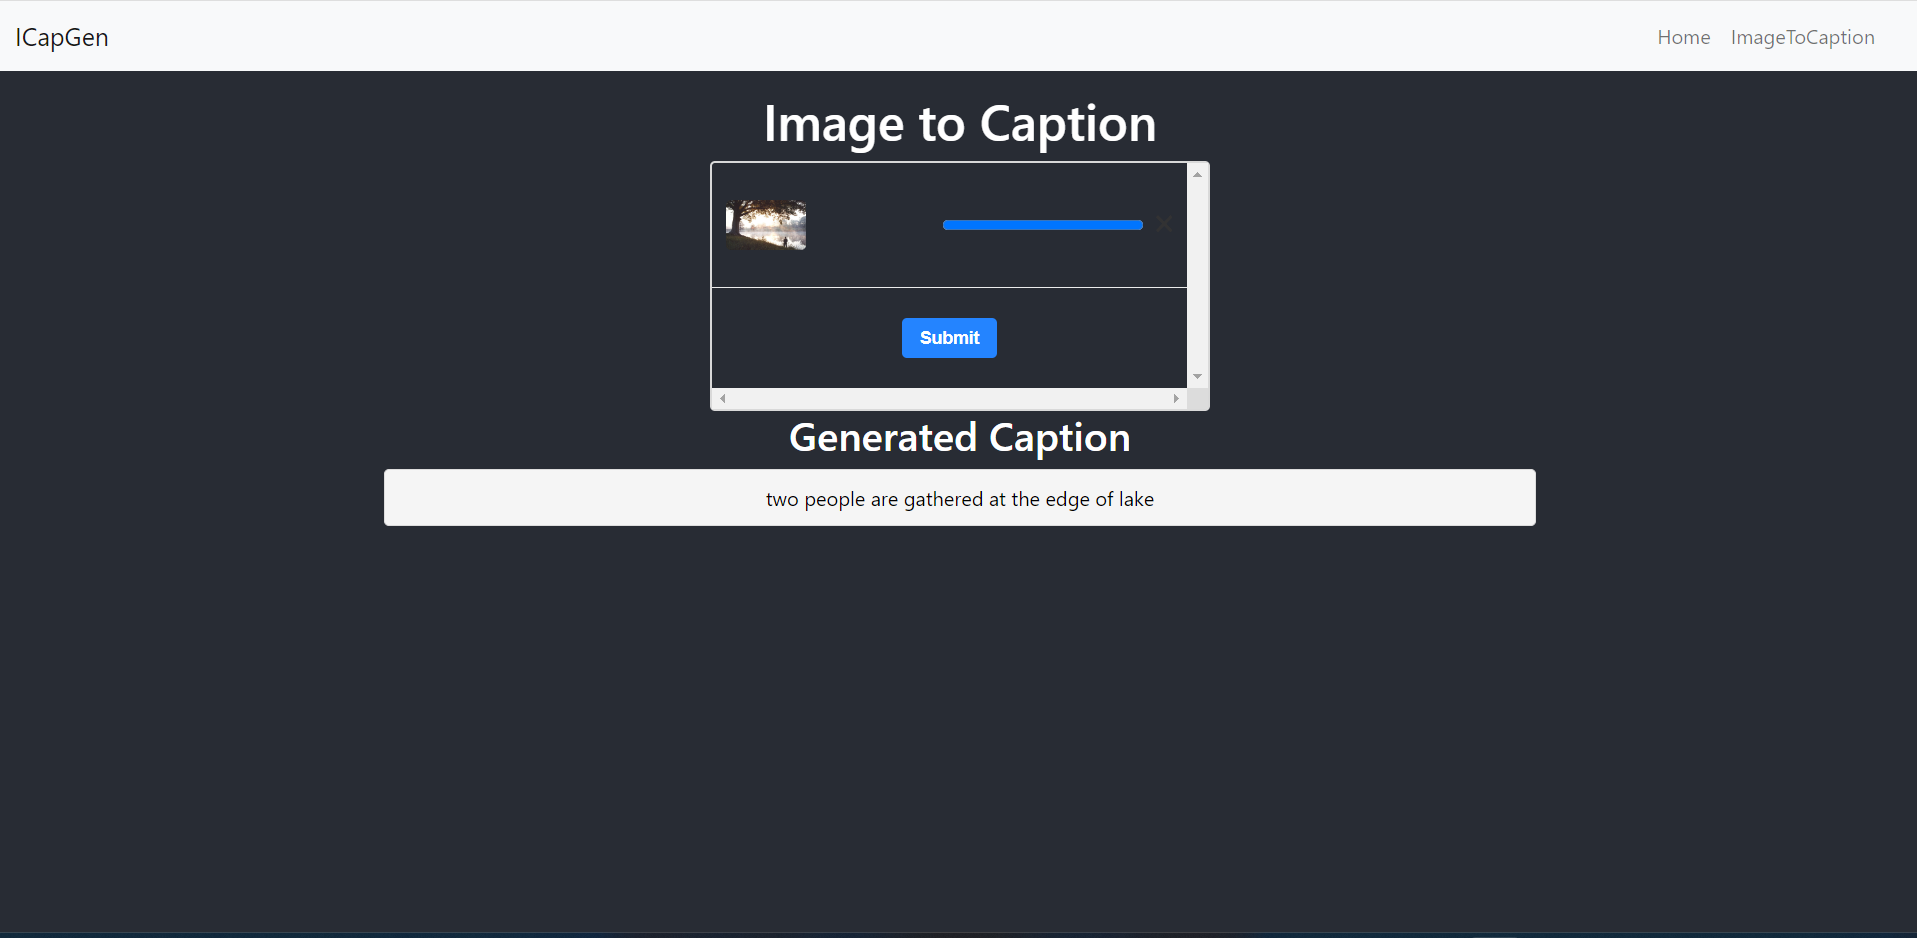 ICapGen
Home ImageToCaption
Image to Caption
Submit
Generated Caption
two people are gathered at the edge of lake